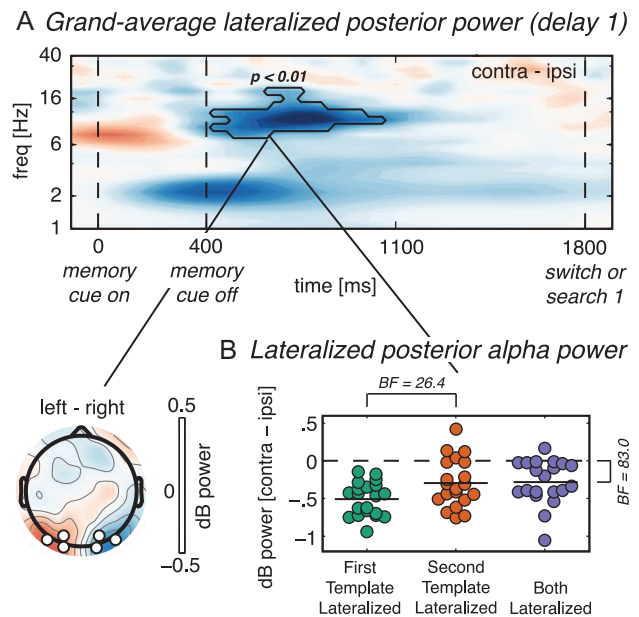 A Grand-average lateralized posterior power (delay 1)
40
16
6
2
1
freq [Hz]
p < 0.01
contra - ipsi
0
400
1100
1800
memory
cue on
memory
cue off
time [ms]
switch or
search 1
left - right
0.5
0
−0.5
dB power
B Lateralized posterior alpha power
BF = 26.4
.5
0
−.5
−1
dB power [contra − ipsi]
BF = 83.0
First
Template
Lateralized
Second
Template
Lateralized
Both
Lateralized